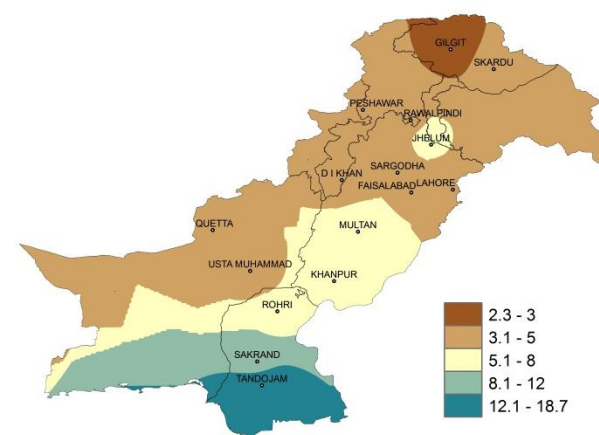 GILGIT
SKARDU
PESHAWAR
RAWALPINDI
JHELUM
SARGODHA
D I KHAN
FAISALABAD
LAHORE
QUETTA
MULTAN
USTA MUHAMMAD
KHANPUR
ROHRI
SAKRAND
TANDOJAM
2.3 - 3
3.1 - 5
5.1 - 8
8.1 - 12
12.1 - 18.7